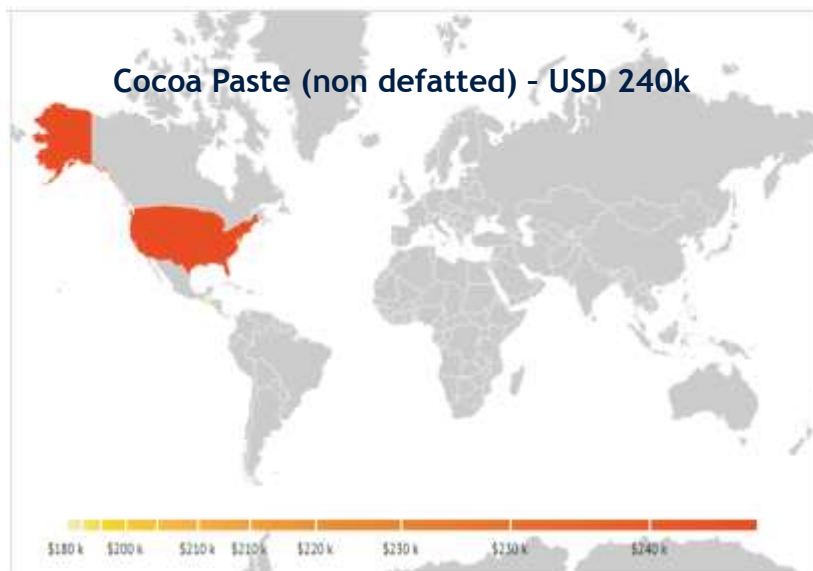 Cocoa Paste (non defatted) – USD 240k
$180 k $200 k $210 k $210 k $220 k $230 k $230 k $240 k